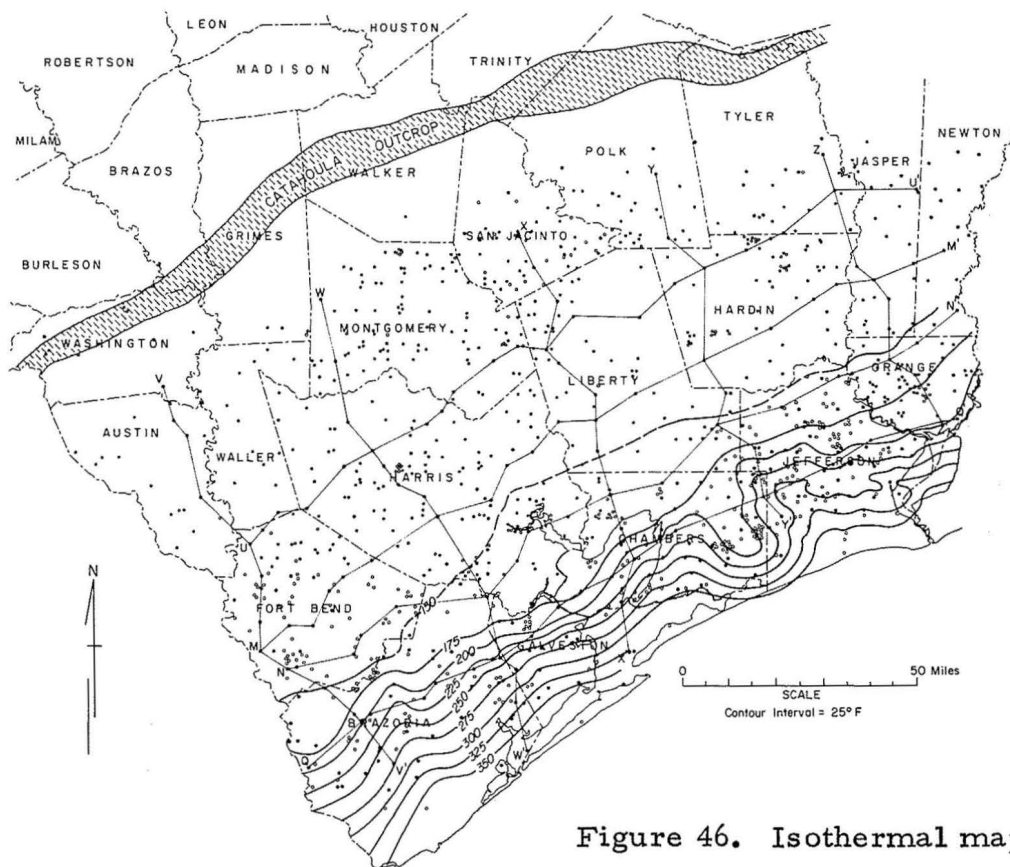 LEON
HOUSTON
ROBERTSON
MADISON
TRINITY
TYLER
NEWTON
MILAM
BRAZOS
CATAHOULA OUTCROP
WALKER
POLK
Y
Z
JASPER
U'
GRIMES
SAN JACINTO
X
BURLESON
M'
W
MONTGOMERY
HARDIN
N'
WASHINGTON
V
LIBERTY
ORANGE
AUSTIN
WALLER
HARRIS
JEFFERSON
U
CHAMBERS
N
FORT BEND
150
M
175
GALVESTON
N
200
X'
0
50 Miles
225
SCALE
250
Contour Interval = 25° F
BRAZORIA
275
300
325
350
V'
W'
Figure 46. Isothermal ma